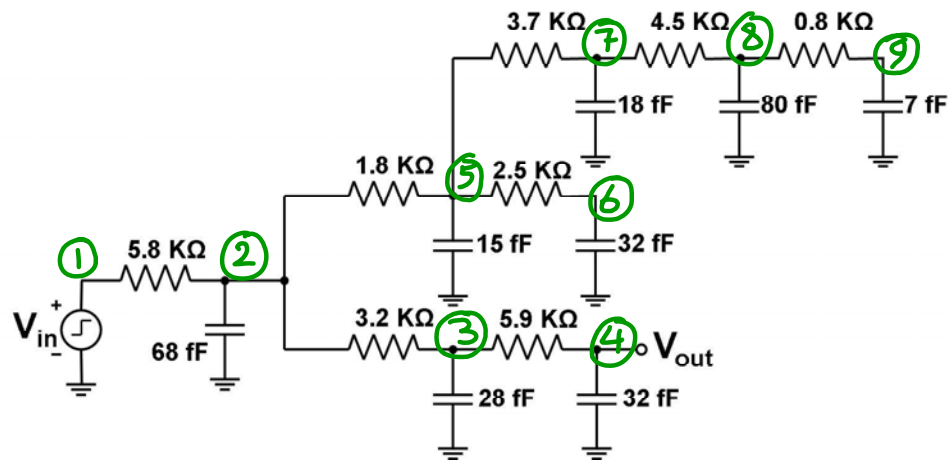 3.7 KΩ 7 4.5 KΩ 8 0.8 KΩ 9
18 fF 80 fF 7 fF
1.8 KΩ 5 2.5 KΩ 6
1 5.8 KΩ 2 15 fF 32 fF
+
Vin
−
68 fF
3.2 KΩ 3 5.9 KΩ 4 Vout
28 fF 32 fF